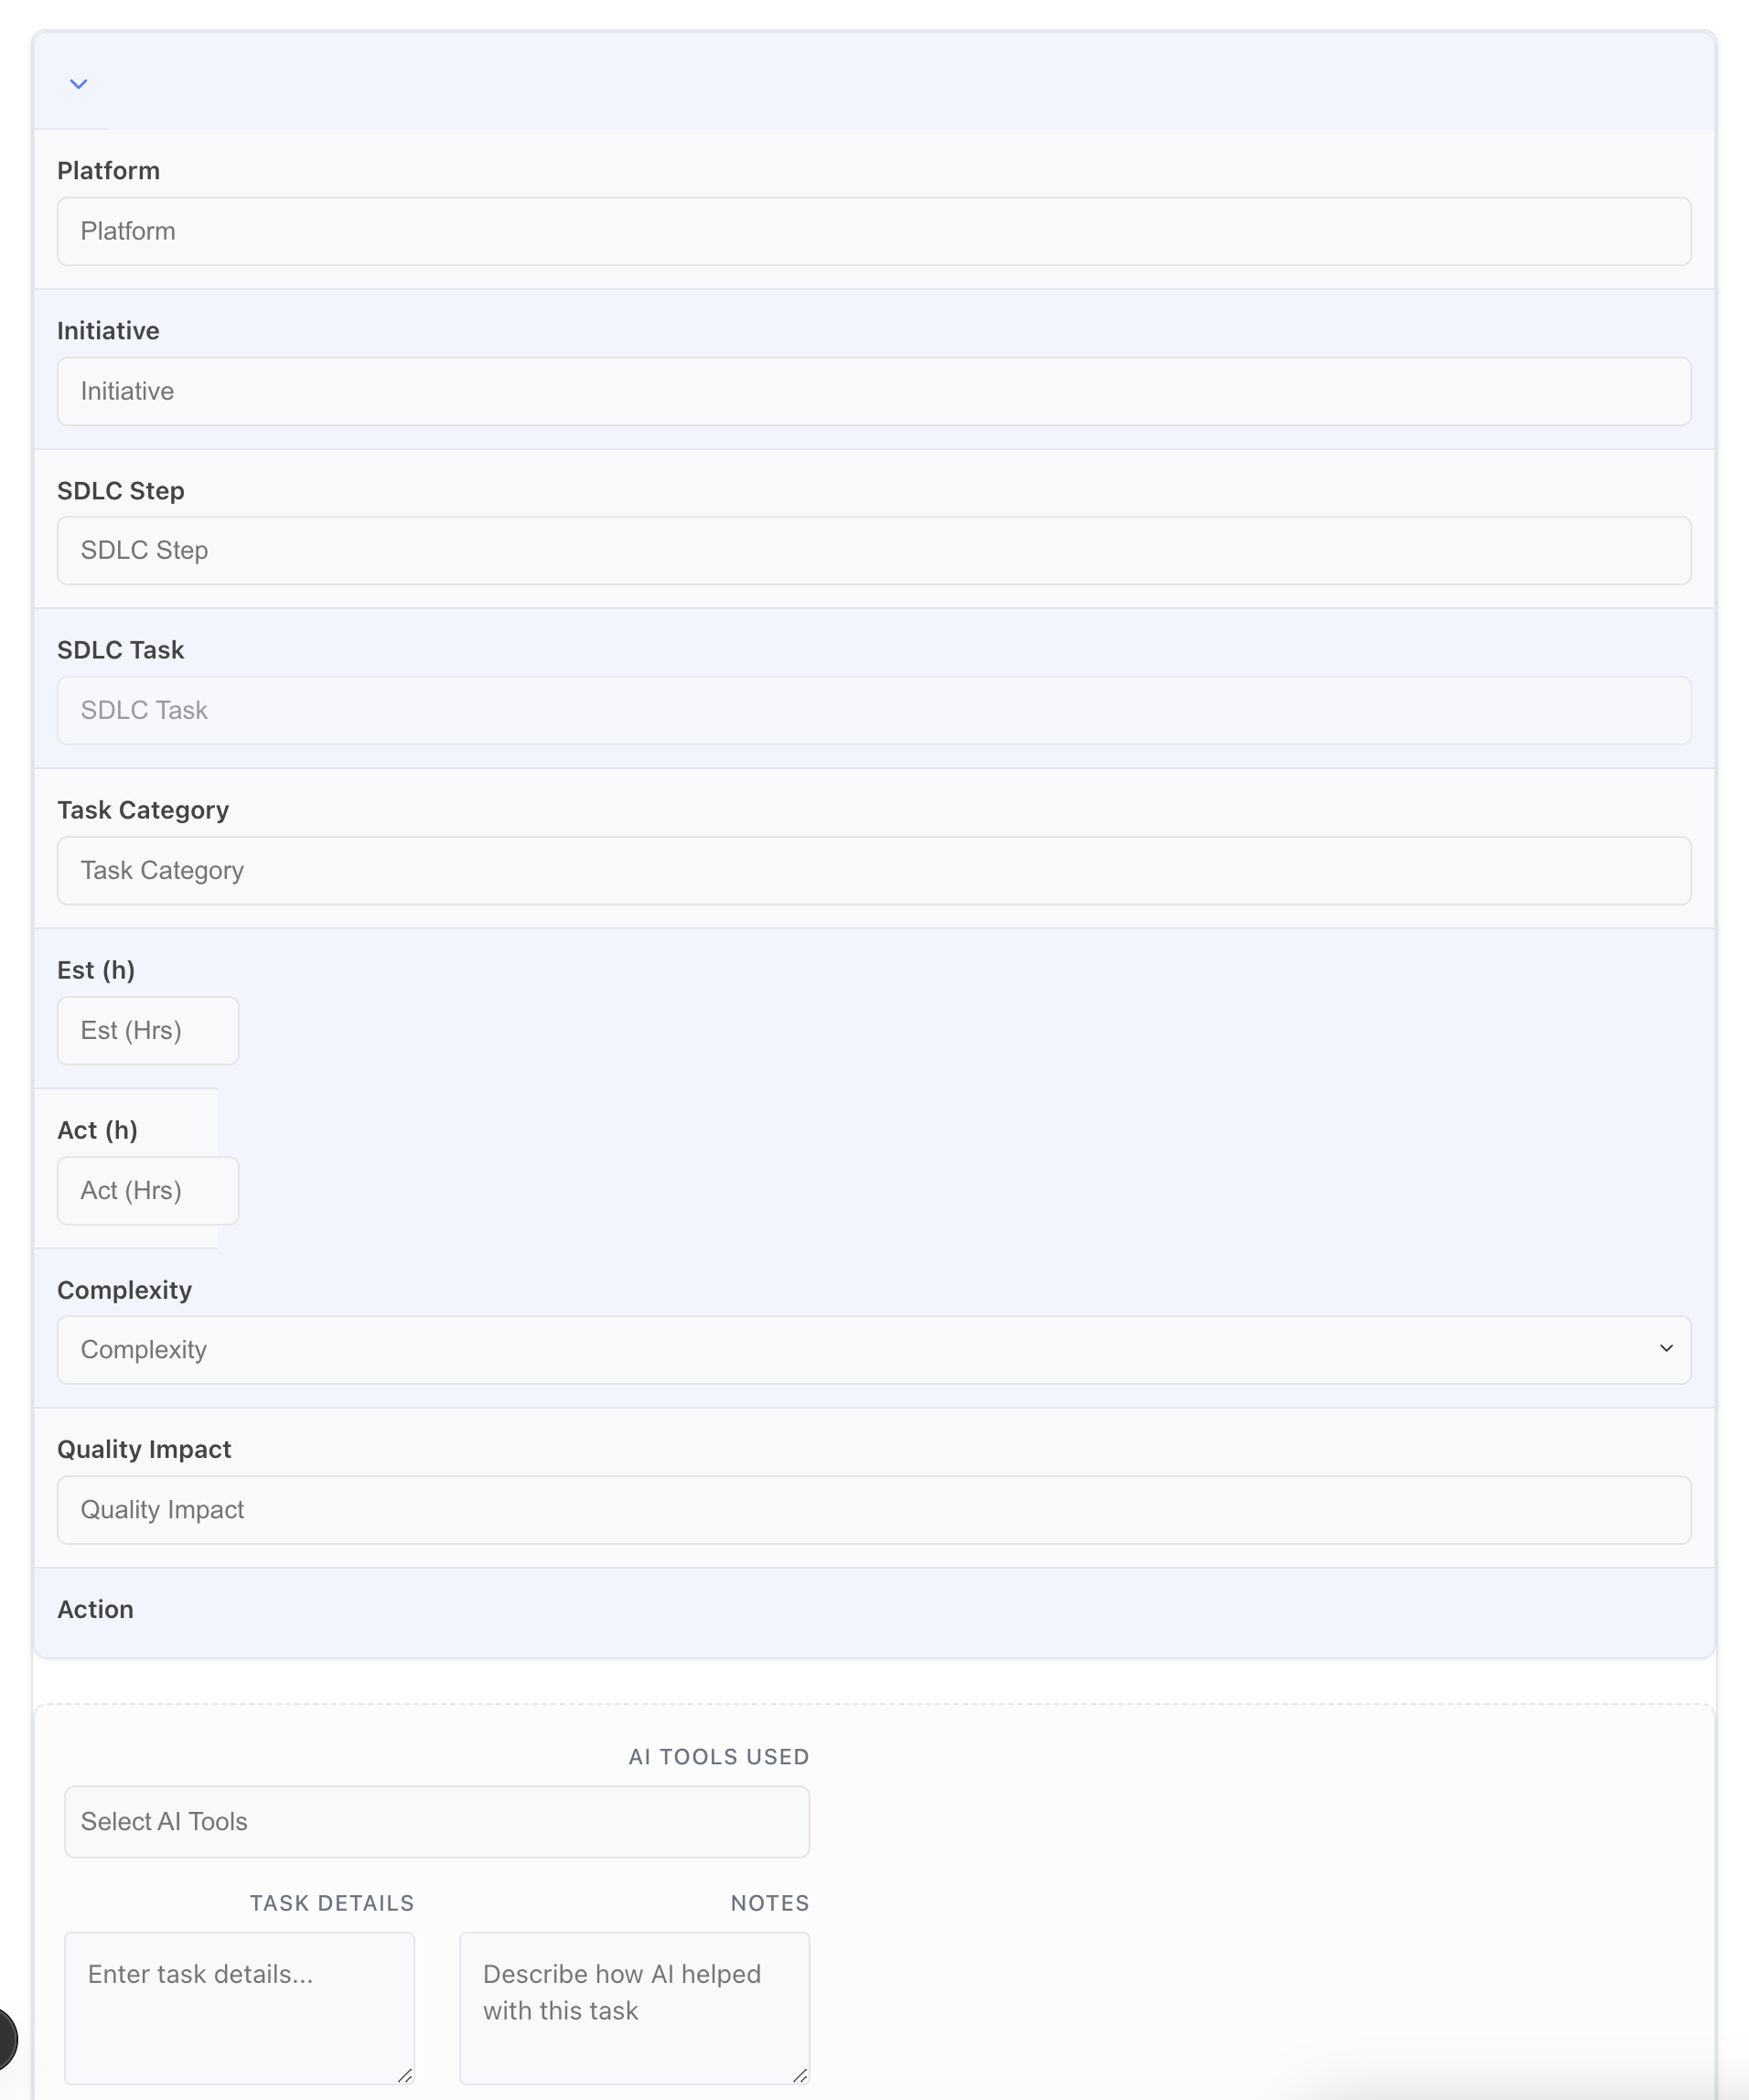 Platform
Platform
Initiative
Initiative
SDLC Step
SDLC Step
SDLC Task
SDLC Task
Task Category
Task Category
Est (h)
Est (Hrs)
Act (h)
Act (Hrs)
Complexity
Complexity
Quality Impact
Quality Impact
Action
AI TOOLS USED
Select AI Tools
TASK DETAILS
Enter task details...
NOTES
Describe how AI helped
with this task